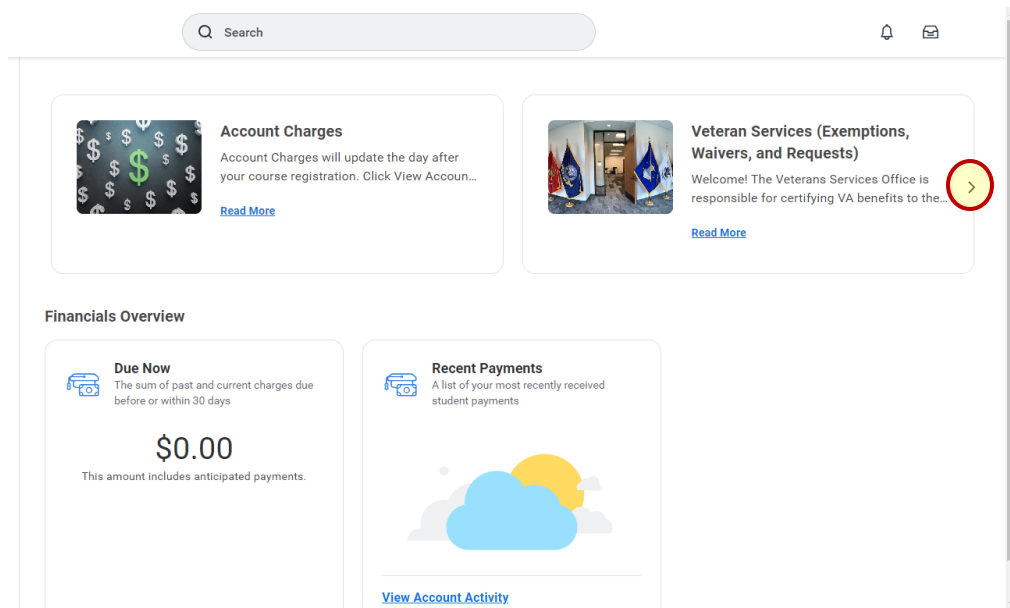 Search
Account Charges
Account Charges will update the day after
your course registration. Click View Accoun...
Read More
Veteran Services (Exemptions,
Waivers, and Requests)
Welcome! The Veterans Services Office is
responsible for certifying VA benefits to the...
Read More
Financials Overview
Due Now
The sum of past and current charges due
before or within 30 days
$0.00
This amount includes anticipated payments.
Recent Payments
A list of your most recently received
student payments
View Account Activity